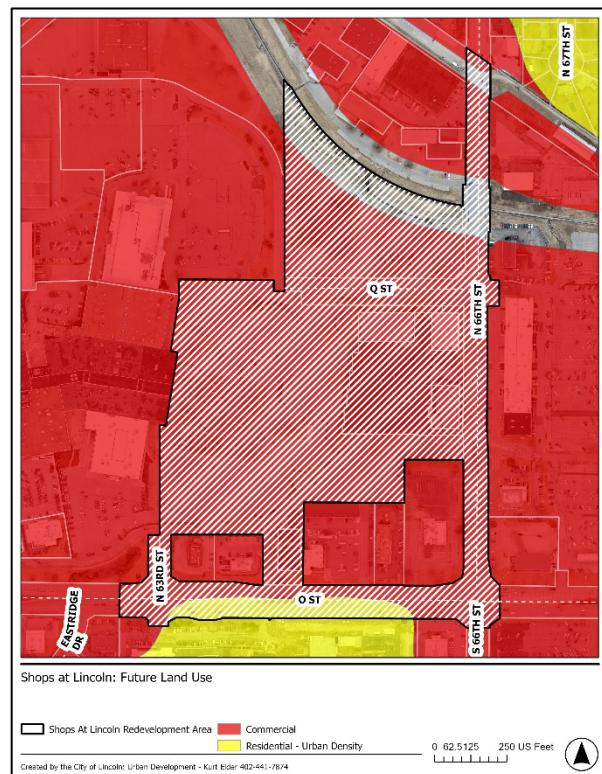 N 67TH ST
Q ST
N 66TH ST
N 63RD ST
O ST
EASTRIDGE
DR
S 66TH ST
Shops at Lincoln: Future Land Use
Shops At Lincoln Redevelopment Area
Commercial
Residential - Urban Density
0 62.5125 250 US Feet
Created by the City of Lincoln: Urban Development - Kurt Elder 402-441-7874